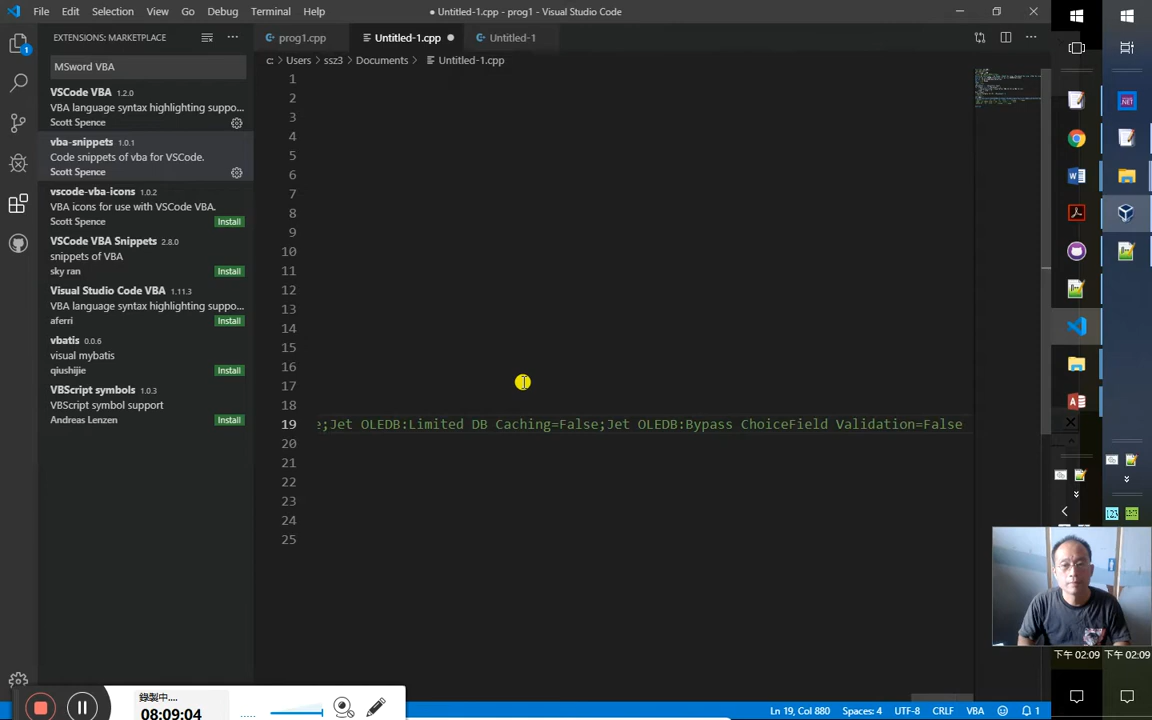 File Edit Selection View Go Debug Terminal Help
● Untitled-1.cpp - prog1 - Visual Studio Code
EXTENSIONS: MARKETPLACE
prog1.cpp
Untitled-1.cpp ●
Untitled-1
MSword VBA
c: > Users > ssz3 > Documents > Untitled-1.cpp
VSCode VBA 1.2.0
VBA language syntax highlighting suppo...
Scott Spence
vba-snippets 1.0.1
Code snippets of vba for VSCode.
Scott Spence
vscode-vba-icons 1.0.2
VBA icons for use with VSCode VBA.
Scott Spence Install
VSCode VBA Snippets 2.8.0
snippets of VBA
sky ran Install
Visual Studio Code VBA 1.11.3
VBA language syntax highlighting suppo...
aferri Install
vbatis 0.0.6
visual mybatis
qiushijie Install
VBScript symbols 1.0.3
VBScript symbol support
Andreas Lenzen Install
1
2
3
4
5
6
7
8
9
10
11
12
13
14
15
16
17
18
19 e;Jet OLEDB:Limited DB Caching=False;Jet OLEDB:Bypass ChoiceField Validation=False
20
21
22
23
24
25
下午 02:09 下午 02:09
錄製中....
08:09:04
Ln 19, Col 880 Spaces: 4 UTF-8 CRLF VBA 1